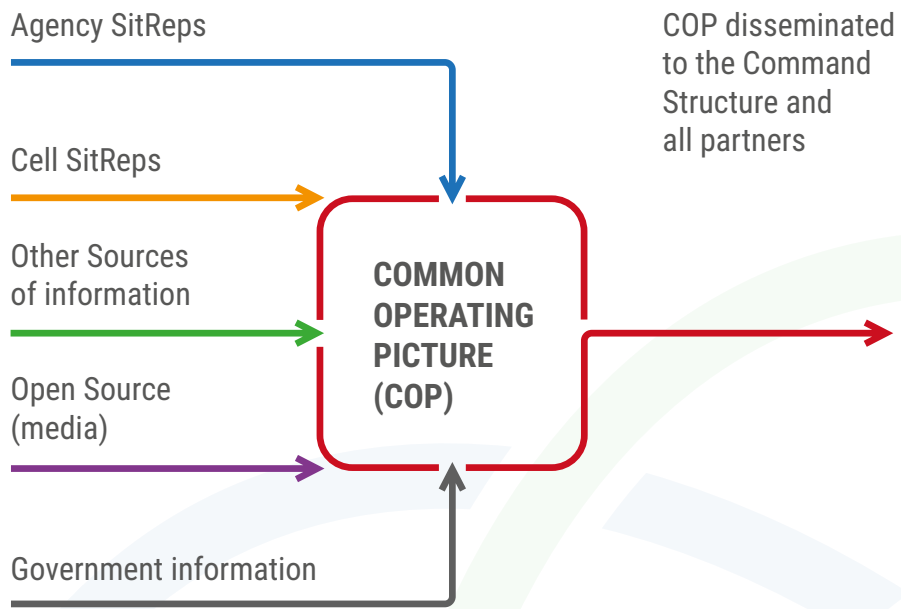 Agency SitReps
COP disseminated
to the Command
Structure and
all partners
Cell SitReps
Other Sources
of information
COMMON
OPERATING
PICTURE
(COP)
Open Source
(media)
Government information